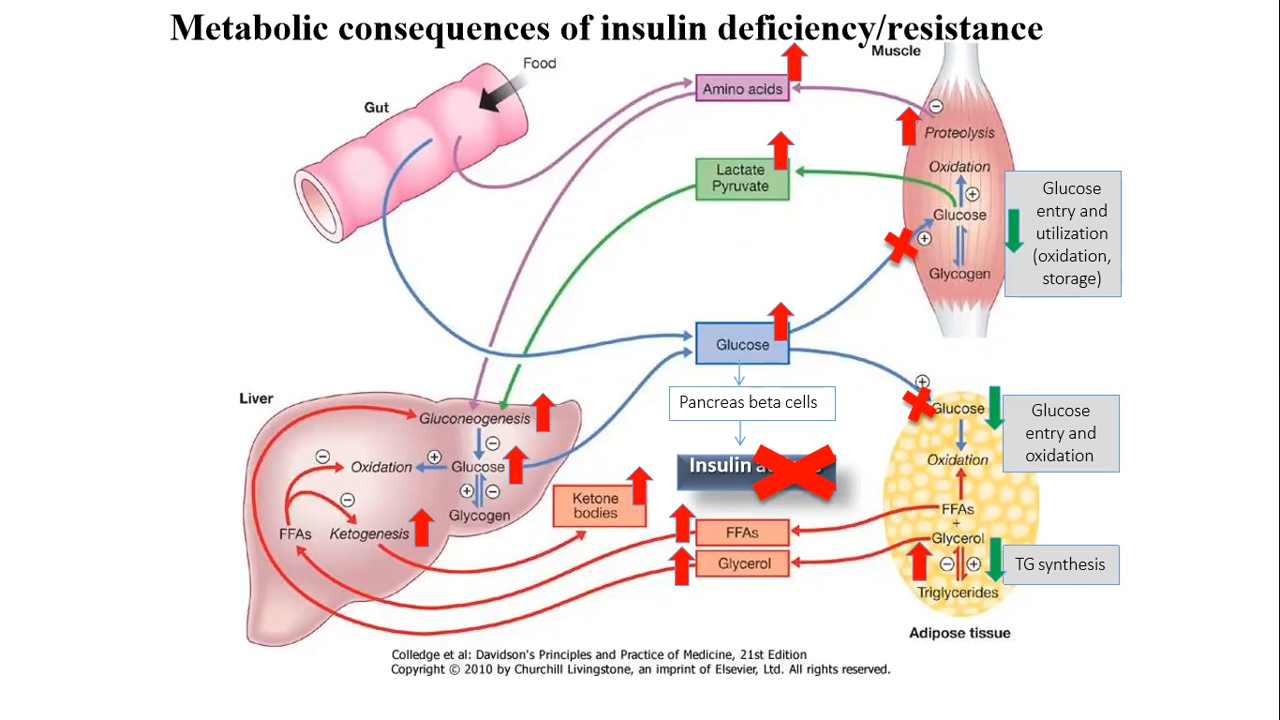 Metabolic consequences of insulin deficiency/resistance
Muscle
Food
Gut
Amino acids
Proteolysis
Oxidation
Lactate
Pyruvate
Glucose
Glycogen
Glucose
entry and
utilization
(oxidation,
storage)
Glucose
Pancreas beta cells
Insulin
Liver
Gluconeogenesis
Oxidation
Glucose
Glycogen
FFAs
Ketogenesis
Ketone
bodies
FFAs
Glycerol
Glucose
Oxidation
FFAs
+
Glycerol
Triglycerides
Glucose
entry and
oxidation
TG synthesis
Adipose tissue
Colledge et al: Davidson's Principles and Practice of Medicine, 21st Edition
Copyright © 2010 by Churchill Livingstone, an imprint of Elsevier, Ltd. All rights reserved.